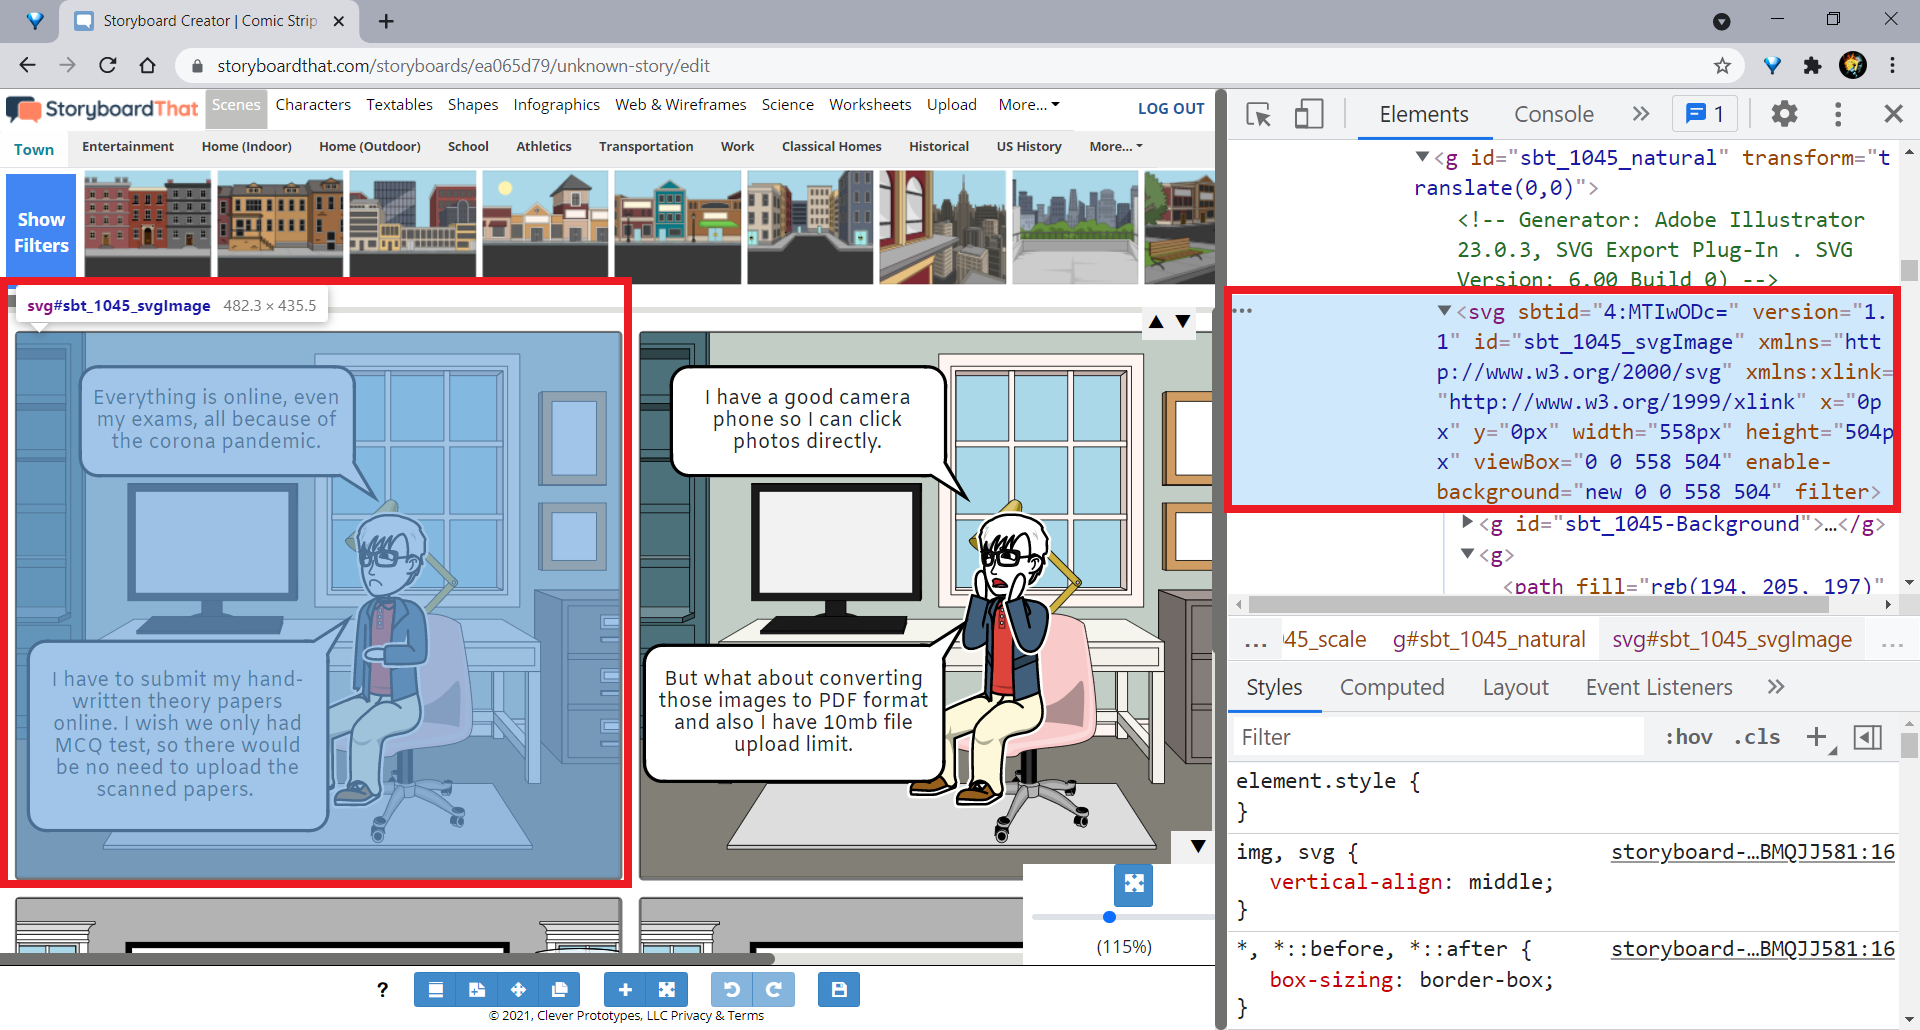 Storyboard Creator | Comic Strip
storyboardthat.com/storyboards/ea065d79/unknown-story/edit
StoryboardThat
Scenes Characters Textables Shapes Infographics Web & Wireframes Science Worksheets Upload More... LOG OUT
Town Entertainment Home (Indoor) Home (Outdoor) School Athletics Transportation Work Classical Homes Historical US History More...
Show
Filters
svg#sbt_1045_svgImage 482.3 × 435.5
Everything is online, even
my exams, all because of
the corona pandemic.
I have to submit my hand-
written theory papers
online. I wish we only had
MCQ test, so there would
be no need to upload the
scanned papers.
I have a good camera
phone so I can click
photos directly.
But what about converting
those images to PDF format
and also I have 10mb file
upload limit.
(115%)
?
© 2021, Clever Prototypes, LLC Privacy & Terms
Elements Console » 1
<g id="sbt_1045_natural" transform="t
ranslate(0,0)">
<!-- Generator: Adobe Illustrator
23.0.3, SVG Export Plug-In . SVG
Version: 6.00 Build 0) -->
… <svg sbtid="4:MTIwODc=" version="1.
1" id="sbt_1045_svgImage" xmlns="htt
p://www.w3.org/2000/svg" xmlns:xlink=
"http://www.w3.org/1999/xlink" x="0p
x" y="0px" width="558px" height="504p
x" viewBox="0 0 558 504" enable-
background="new 0 0 558 504" filter>
<g id="sbt_1045-Background">…</g>
<g>
<path fill="rgb(194, 205, 197)"
… 045_scale g#sbt_1045_natural svg#sbt_1045_svgImage …
Styles Computed Layout Event Listeners »
Filter :hov .cls +
element.style {
}
img, svg { storyboard-…BMQJJ581:16
vertical-align: middle;
}
*, *::before, *::after { storyboard-…BMQJJ581:16
box-sizing: border-box;
}